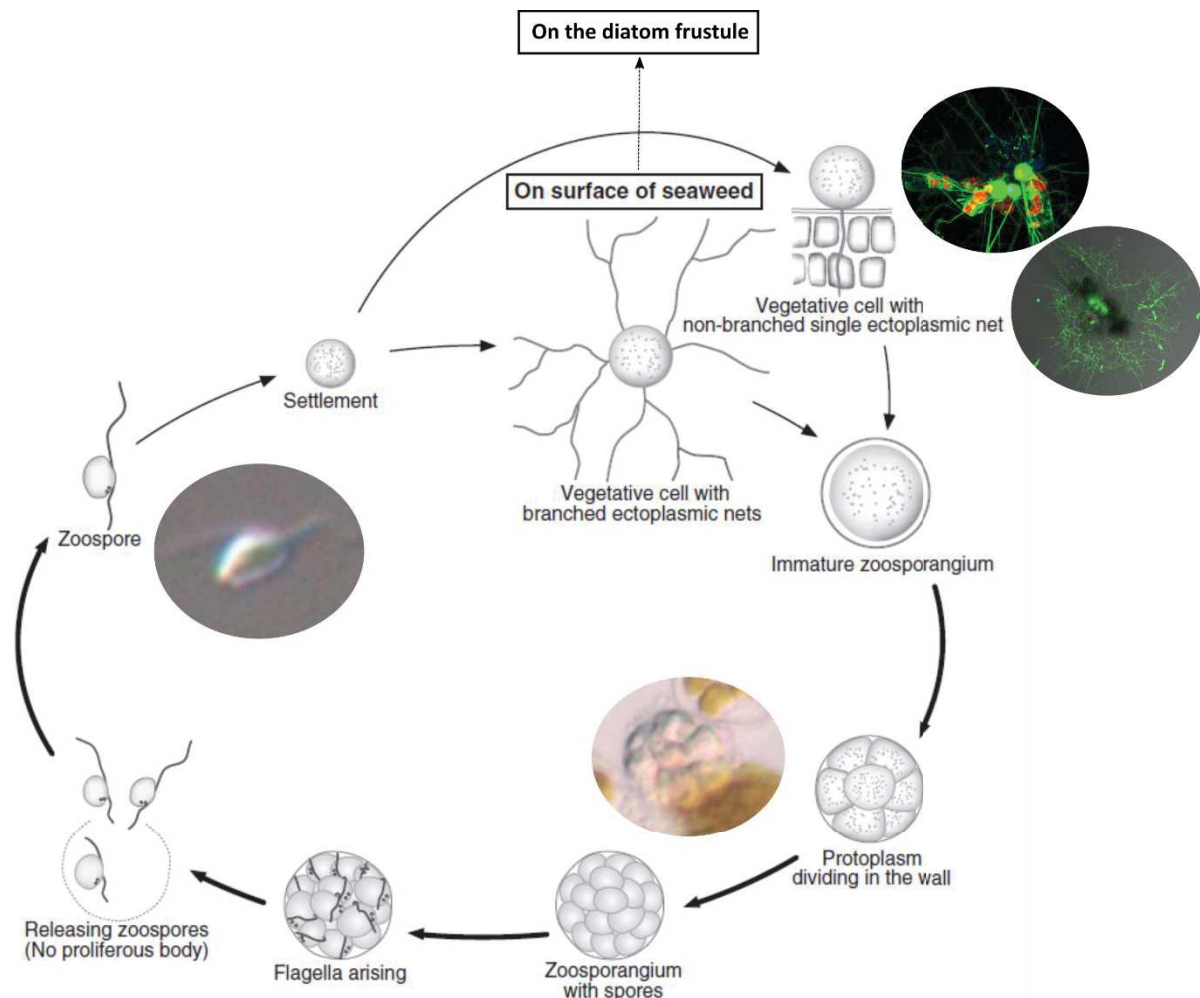 On the diatom frustule
On surface of seaweed
Vegetative cell with
non-branched single ectoplasmic net
Settlement
Vegetative cell with
branched ectoplasmic nets
Zoospore
Immature zoosporangium
Protoplasm
dividing in the wall
Releasing zoospores
(No proliferous body)
Flagella arising
Zoosporangium
with spores